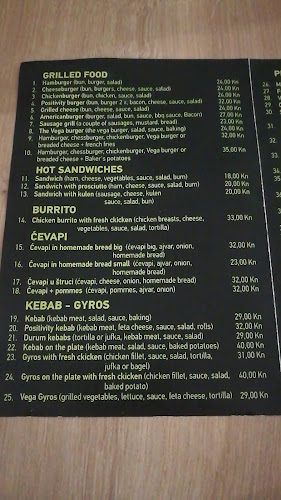 GRILLED FOOD
1. Hamburger (bun, burger, salad) 24,00 Kn
2. Cheeseburger (bun, burgers, cheese, sauce, salad) 26,00 Kn
3. Chickenburger (bun, chicken, sauce, salad) 24,00 Kn
4. Positivity burger (bun, burger 2 x, bacon, cheese, sauce, salad) 32,00 Kn
5. Grilled cheese (bun, cheese, sauce, salad) 24,00 Kn
6. Americanburger (burger, salad, bun, sauce, bbq sauce, Bacon) 27,00 Kn
7. Sausage grill (a couple of sausages, mustard, bread) 23,00 Kn
8. The Vega burger (the vega burger, salad, sauce, baking) 24,00 Kn
9. Hamburger, chessburger, chickenburger, Vega burger or 32,00 Kn
breaded cheese + french fries
10. Hamburger, chessburger, chickenburger, Vega burger or 35,00 Kn
breaded cheese + Baker's potatoes
HOT SANDWICHES
11. Sandwich (ham, cheese, vegetables, sauce, salad, bum) 18,00 Kn
12. Sandwich with prosciutto (ham, cheese, sauce, salad, bum) 20,00 Kn
13. Sandwich with kulen (sausage, cheese, kulen 20,00 Kn
sauce, salad, bun)
BURRITO
14. Chicken burrito with fresh chicken (chicken breasts, cheese, 33,00 Kn
vegetables, sauce, salad, tortilla)
ĆEVAPI
15. Ćevapi in homemade bread big (ćevapi big, ajvar, onion, 32,00 Kn
homemade bread)
16. Ćevapi in homemade bread small (ćevapi, ajvar, onion, 23,00 Kn
homemade bread)
17. Ćevapi u štruci (ćevapi, cheese, onion, homemade bread) 32,00 Kn
18. Ćevapi + pommes (ćevapi, pommes, ajvar, onion) 32,00 Kn
KEBAB - GYROS
19. Kebab (kebab meat, salad, sauce, baking) 29,00 Kn
20. Positivity kebab (kebab meat, feta cheese, sauce, salad, rolls) 32,00 Kn
21. Durum kebabs (tortilla or jufka, kebab meat, sauce, salad) 29,00 Kn
22. Kebab on the plate (kebab meat, salad, sauce, baked potatoes) 40,00 Kn
23. Gyros with fresh chicken (chicken fillet, sauce, salad, tortilla, 31,00 Kn
jufka or bagel)
24. Gyros on the plate with fresh chicken (chicken fillet, sauce, salad, 40,00 Kn
baked potato)
25. Vega Gyros (grilled vegetables, lettuce, sauce, feta cheese, tortilla) 29,00 Kn